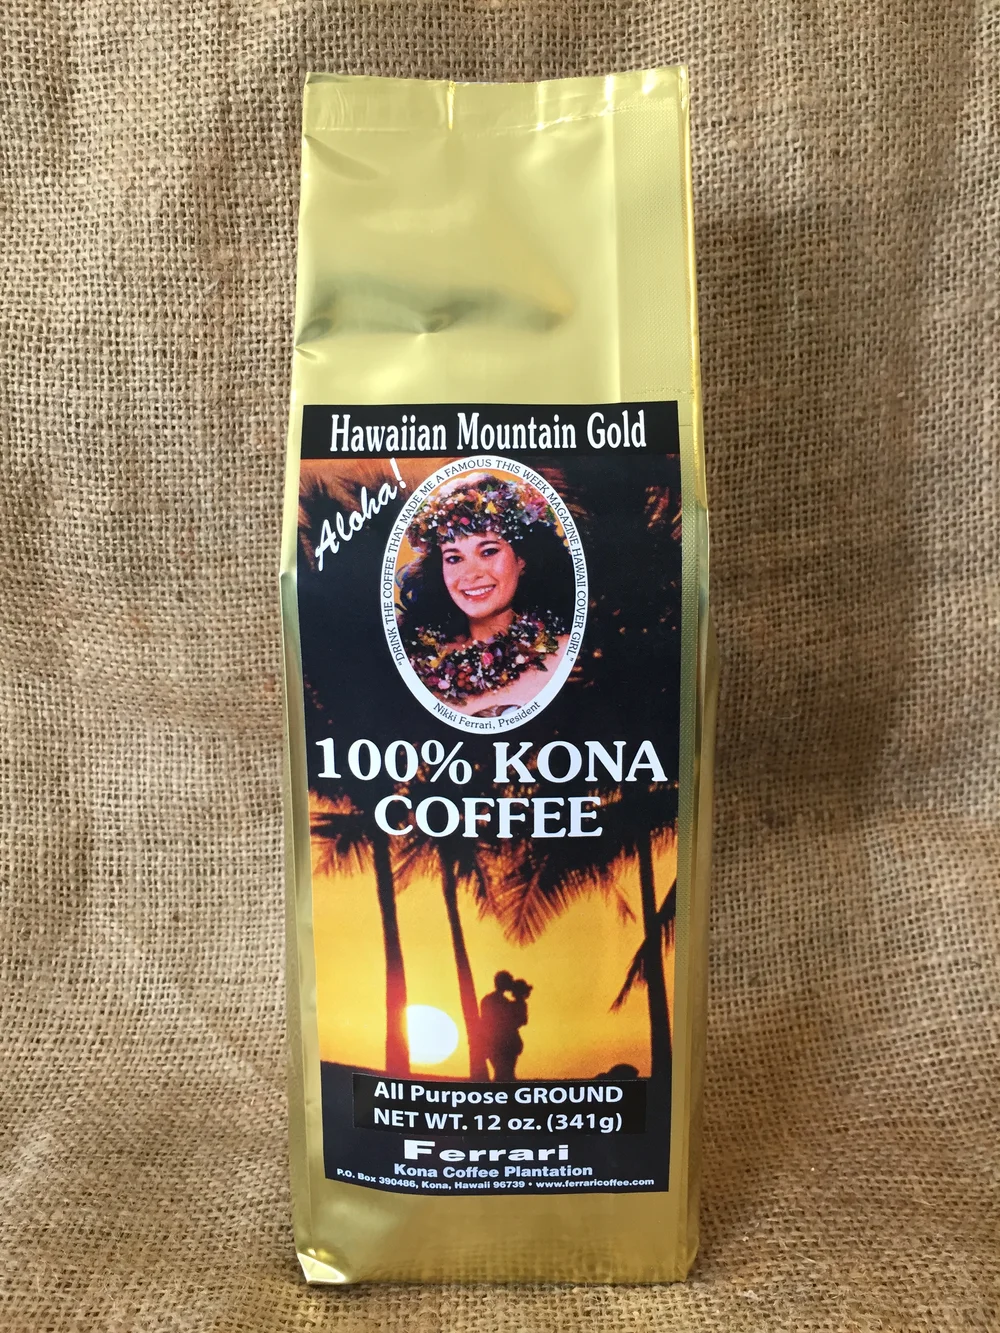 Hawaiian Mountain Gold
Aloha!
"DRINK THE COFFEE THAT MADE ME A FAMOUS THIS WEEK MAGAZINE HAWAII COVER GIRL"
Nikki Ferrari, President
100% KONA
COFFEE
All Purpose GROUND
NET WT. 12 oz. (341g)
Ferrari
Kona Coffee Plantation
P.O. Box 390486, Kona, Hawaii 96739 • www.ferraricoffee.com